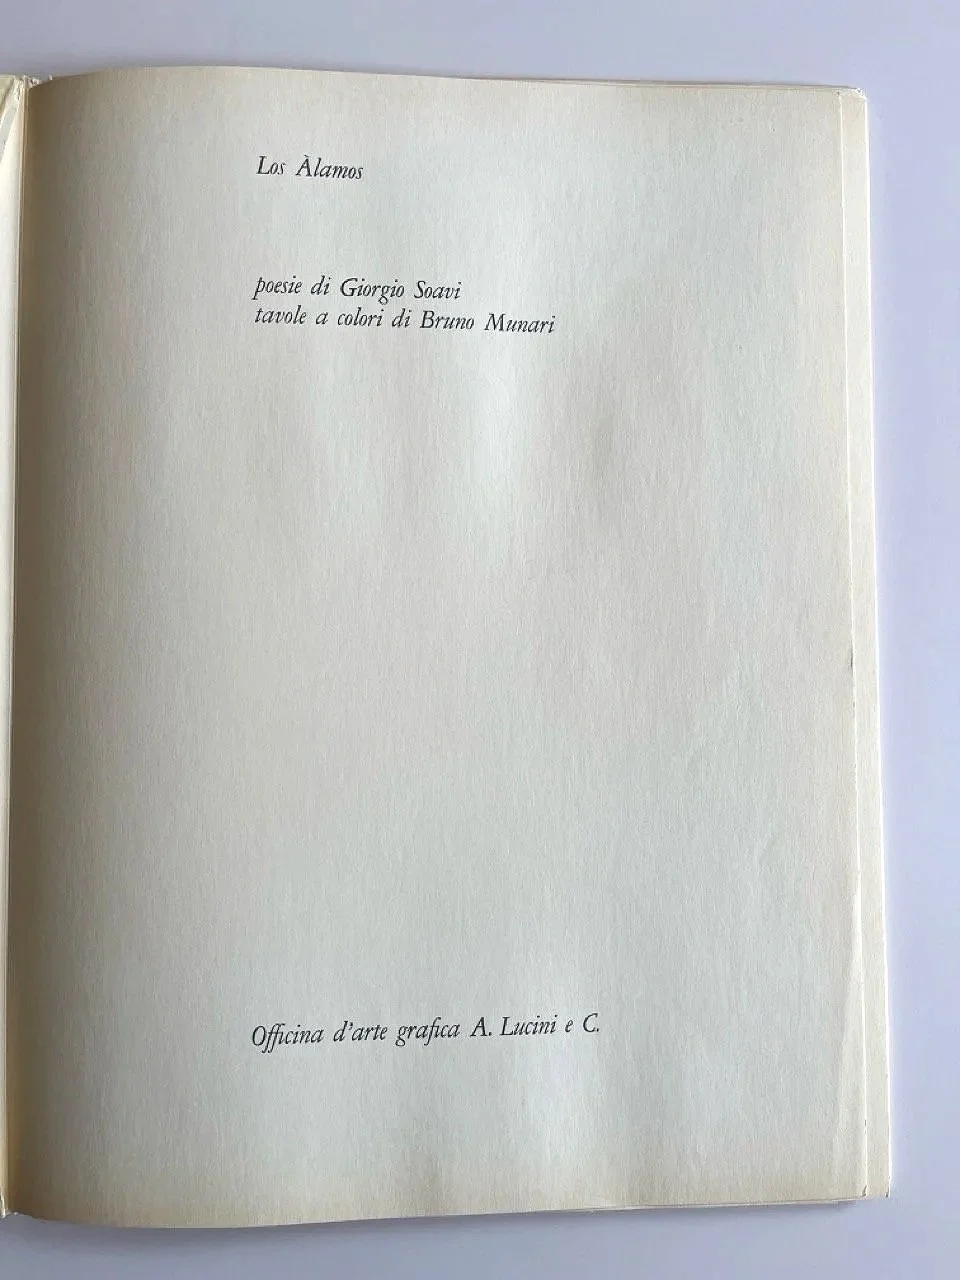 Los Àlamos
poesie di Giorgio Soavi
tavole a colori di Bruno Munari
Officina d'arte grafica A. Lucini e C.